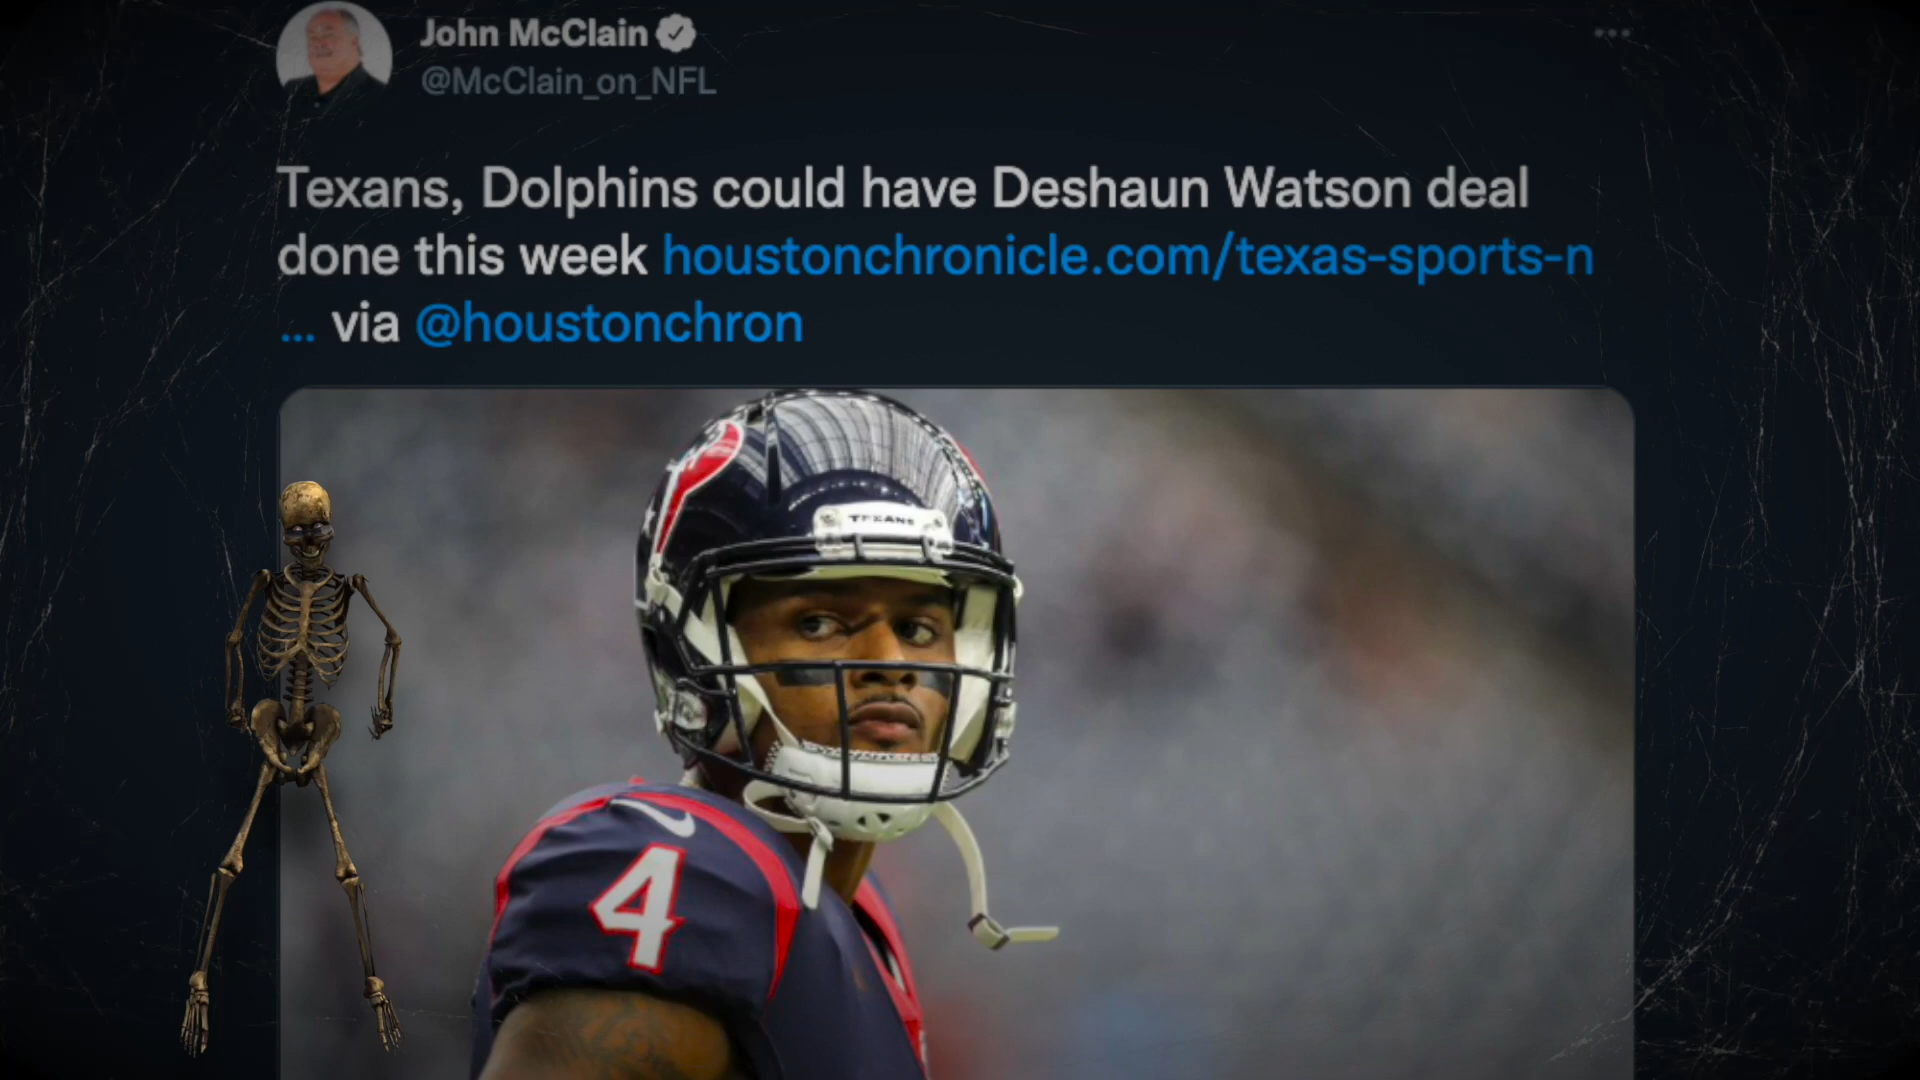 John McClain
@McClain_on_NFL
Texans, Dolphins could have Deshaun Watson deal
done this week houstonchronicle.com/texas-sports-n
... via @houstonchron
TEXANS
4